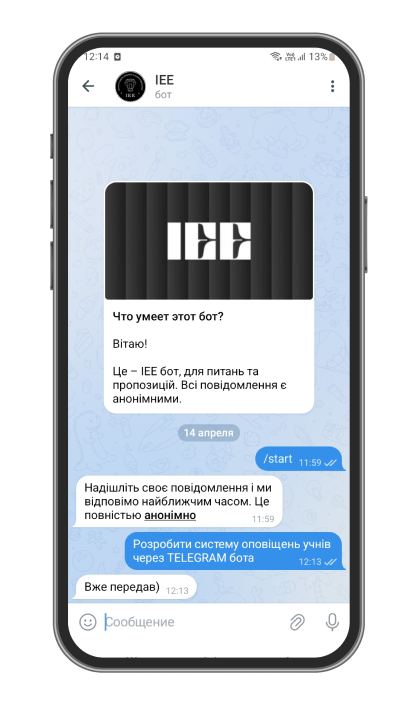 12:14
13%
IEE
бот
IEE
Что умеет этот бот?
Вітаю!
Це – IEE бот, для питань та
пропозицій. Всі повідомлення є
анонімними.
14 апреля
/start 11:59
Надішліть своє повідомлення і ми
відповімо найближчим часом. Це
повністю анонімно 11:59
Розробити систему оповіщень учнів
через TELEGRAM бота 12:13
Вже передав) 12:13
Сообщение